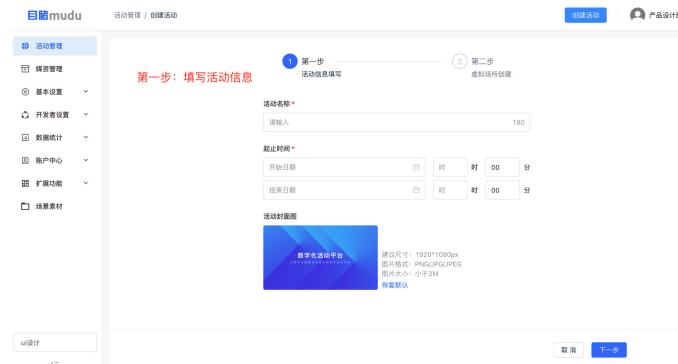 目睹mudu
活动管理 / 创建活动
创建活动
产品设计
活动管理
媒资管理
基本设置
开发者设置
数据统计
账户中心
扩展功能
场景素材
ui设计
第一步：填写活动信息
1 第一步
活动信息填写
2 第二步
虚拟场所创建
活动名称 *
请输入 180
起止时间 *
开始日期 时 时 00 分
结束日期 时 时 00 分
活动封面图
数字化活动平台
建议尺寸：1920*1080px
图片格式：PNG/JPG/JPEG
图片大小：小于2M
恢复默认
取消 下一步